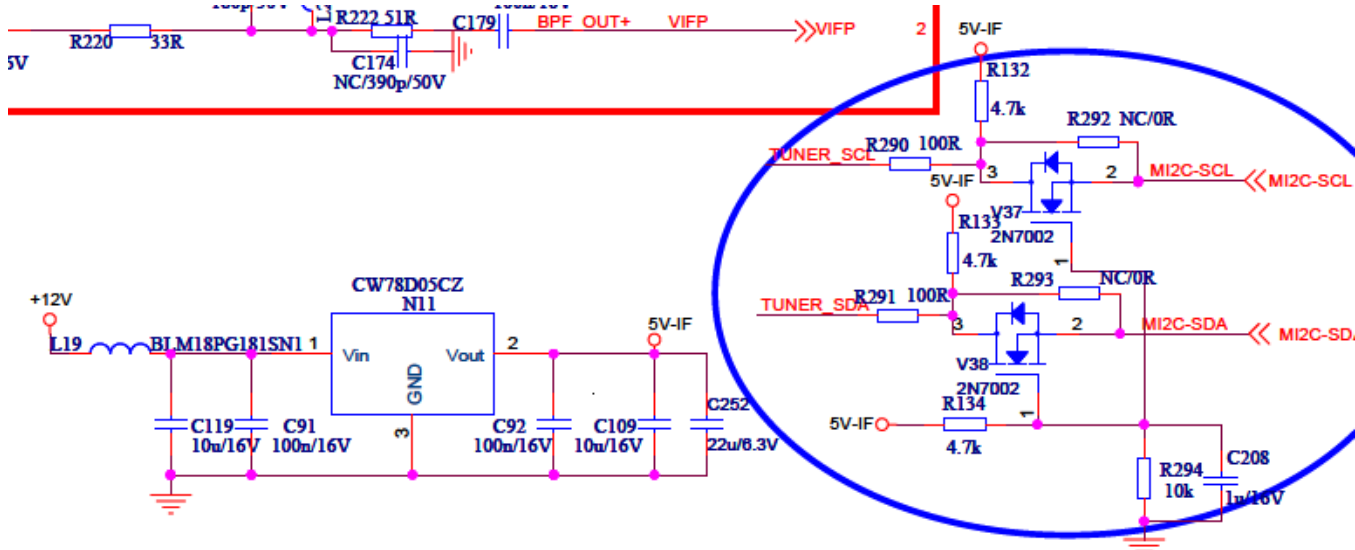 R222 51R
C179
BPF_OUT+
VIFP
VIFP
2
R220
33R
5V
C174
NC/390p/50V
5V-IF
R132
4.7k
R292 NC/0R
TUNER_SCL
R290 100R
3
2
MI2C-SCL
MI2C-SCL
5V-IF
V37
2N7002
R133
4.7k
1
R293
NC/0R
TUNER_SDA
R291 100R
3
2
MI2C-SDA
MI2C-SDA
V38
2N7002
R134
5V-IF
4.7k
1
R294
10k
C208
1u/16V
CW78D05CZ
N11
+12V
L19
BLM18PG181SN1
1
Vin
Vout
GND
2
3
5V-IF
C119
10u/16V
C91
100n/16V
C92
100n/16V
C109
10u/16V
C252
22u/6.3V